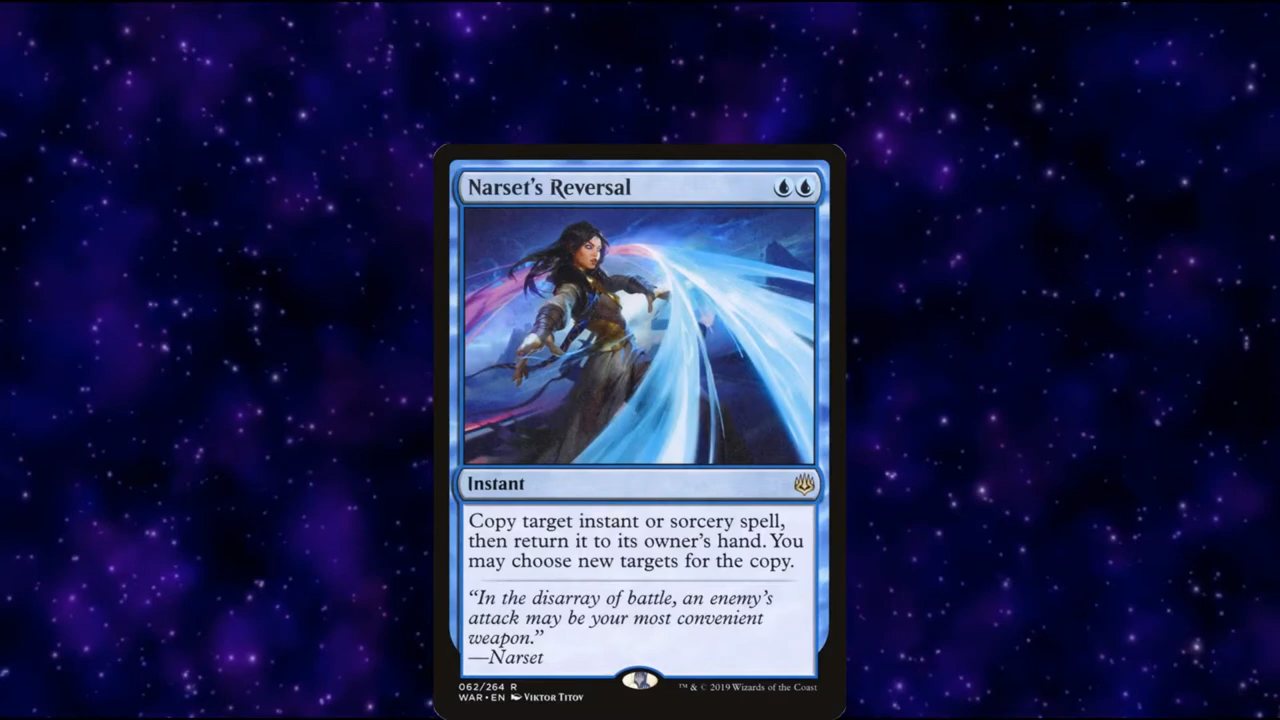 Narset's Reversal
Instant
Copy target instant or sorcery spell,
then return it to its owner's hand. You
may choose new targets for the copy.
"In the disarray of battle, an enemy's
attack may be your most convenient
weapon."
—Narset
062/264 R
WAR • EN Viktor Titov
™ & © 2019 Wizards of the Coast